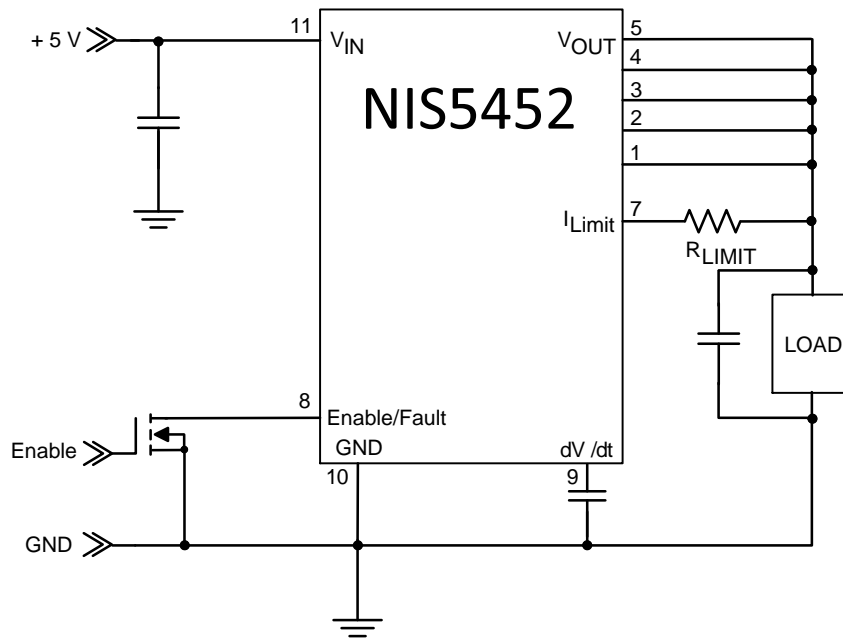 + 5 V
11
V_IN
V_OUT
5
4
3
2
1
NIS5452
I_Limit
7
R_LIMIT
LOAD
8
Enable/Fault
Enable
GND
10
dV /dt
9
GND